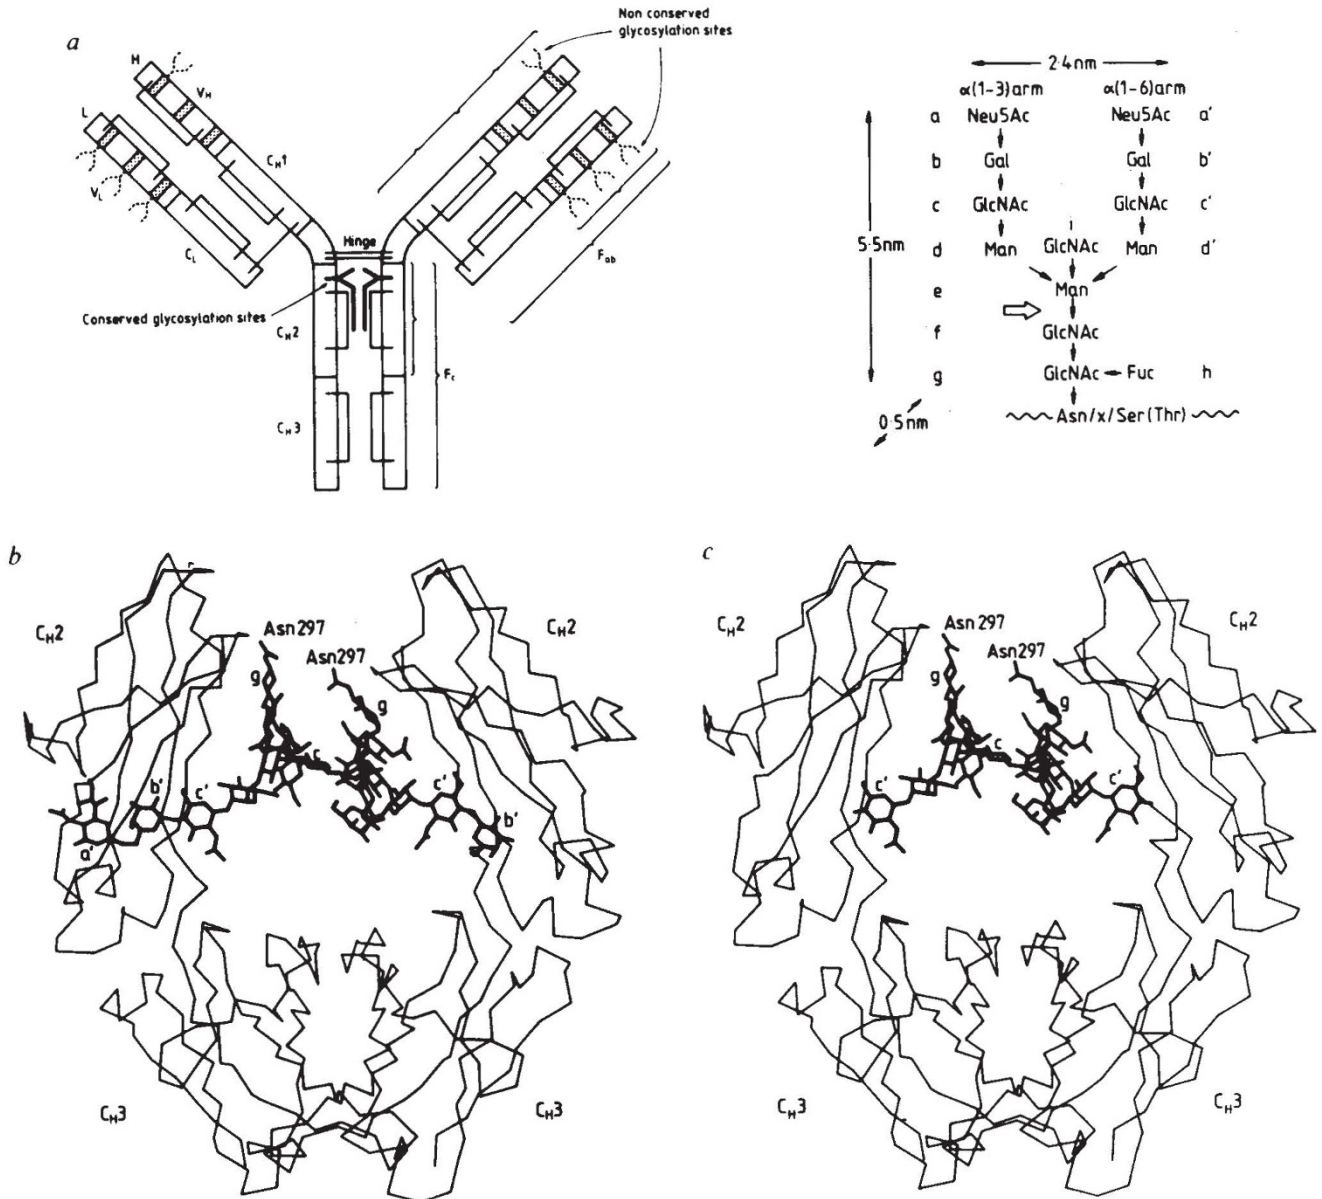 a
Non conserved
glycosylation sites
H
V_H
L
C_H1
V_L
C_L
Hinge
F_ab
Conserved glycosylation sites
C_H2
F_c
C_H3
2·4nm
α(1–3)arm α(1–6)arm
a Neu5Ac Neu5Ac a'
b Gal Gal b'
c GlcNAc GlcNAc c'
i
d Man GlcNAc Man d'
5·5nm
e Man
f GlcNAc
g GlcNAc Fuc h
0·5nm
Asn/x/Ser(Thr)
b
C_H2
Asn297
Asn297
C_H2
g
g
c
b'
c'
c'
b'
a'
C_H3
C_H3
c
C_H2
Asn297
Asn297
C_H2
g
g
c
c'
c'
C_H3
C_H3